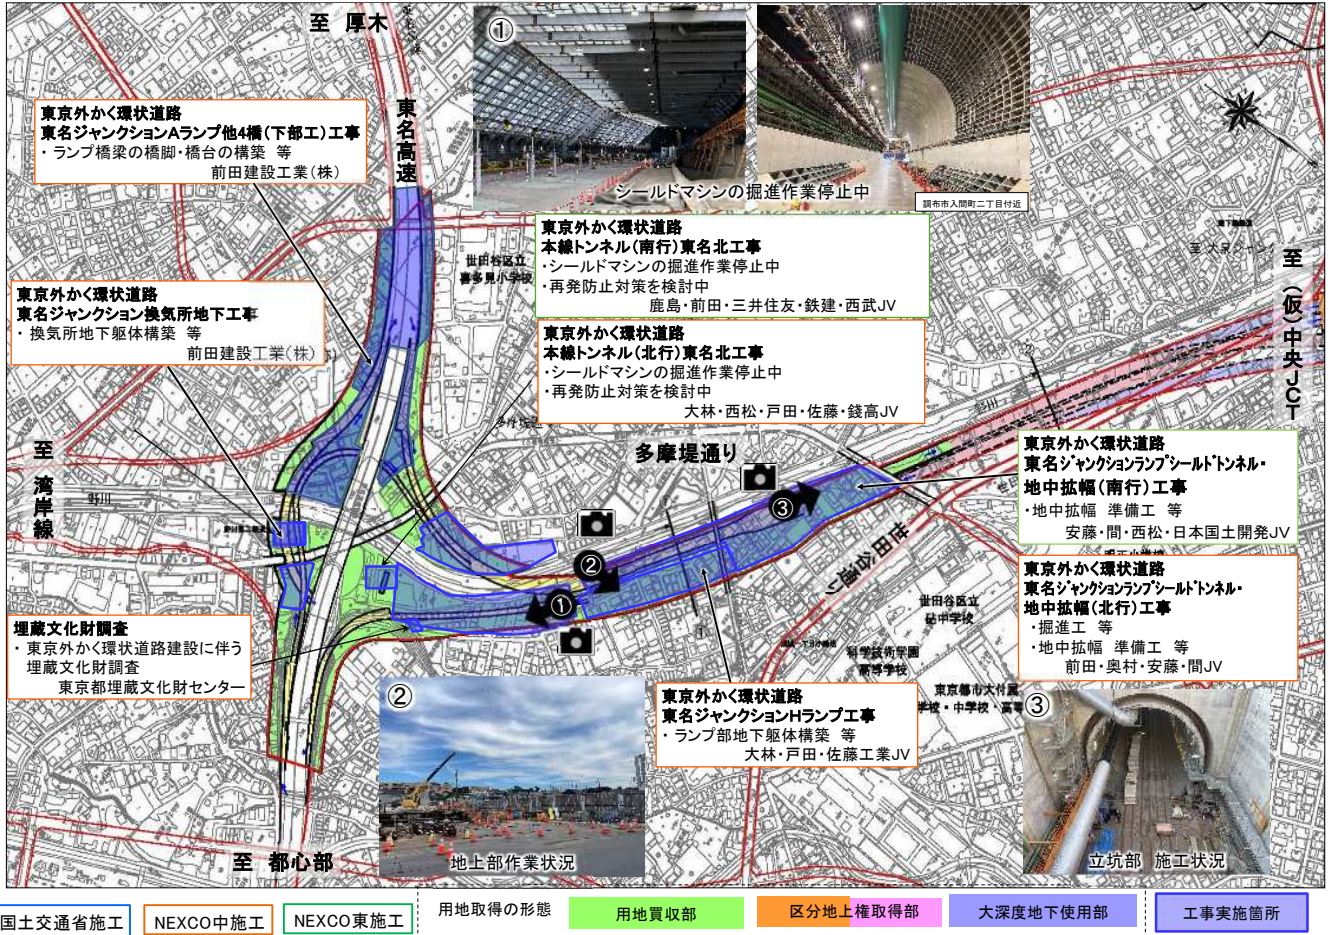 至 厚木
東名高速
①
シールドマシンの掘進作業停止中
調布市入間町二丁目付近
東京外かく環状道路
東名ジャンクションAランプ他4橋(下部工)工事
・ランプ橋梁の橋脚・橋台の構築 等
前田建設工業(株)
世田谷区立
喜多見小学校
東京外かく環状道路
本線トンネル(南行)東名北工事
・シールドマシンの掘進作業停止中
・再発防止対策を検討中
鹿島・前田・三井住友・鉄建・西武JV
至 大泉ジャンク
至 (仮)中央JCT
東京外かく環状道路
東名ジャンクション換気所地下工事
・換気所地下躯体構築 等
前田建設工業(株)
東京外かく環状道路
本線トンネル(北行)東名北工事
・シールドマシンの掘進作業停止中
・再発防止対策を検討中
大林・西松・戸田・佐藤・錢高JV
至 湾岸線
野川
野川
多摩堤通り
東京外かく環状道路
東名ジャンクションランプシールドトンネル・
地中拡幅(南行)工事
・地中拡幅 準備工 等
安藤・間・西松・日本国土開発JV
③
②
①
世田谷通り
東京外かく環状道路
東名ジャンクションランプシールドトンネル・
地中拡幅(北行)工事
・掘進工 等
・地中拡幅 準備工 等
前田・奥村・安藤・間JV
世田谷区立
砧中学校
科学技術学園
高等学校
東京都市大付属
学校・中学校・高等
埋蔵文化財調査
・東京外かく環状道路建設に伴う
埋蔵文化財調査
東京都埋蔵文化財センター
東京外かく環状道路
東名ジャンクションHランプ工事
・ランプ部地下躯体構築 等
大林・戸田・佐藤工業JV
②
地上部作業状況
③
立坑部 施工状況
至 都心部
国土交通省施工
NEXCO中施工
NEXCO東施工
用地取得の形態
用地買収部
区分地上権取得部
大深度地下使用部
工事実施箇所